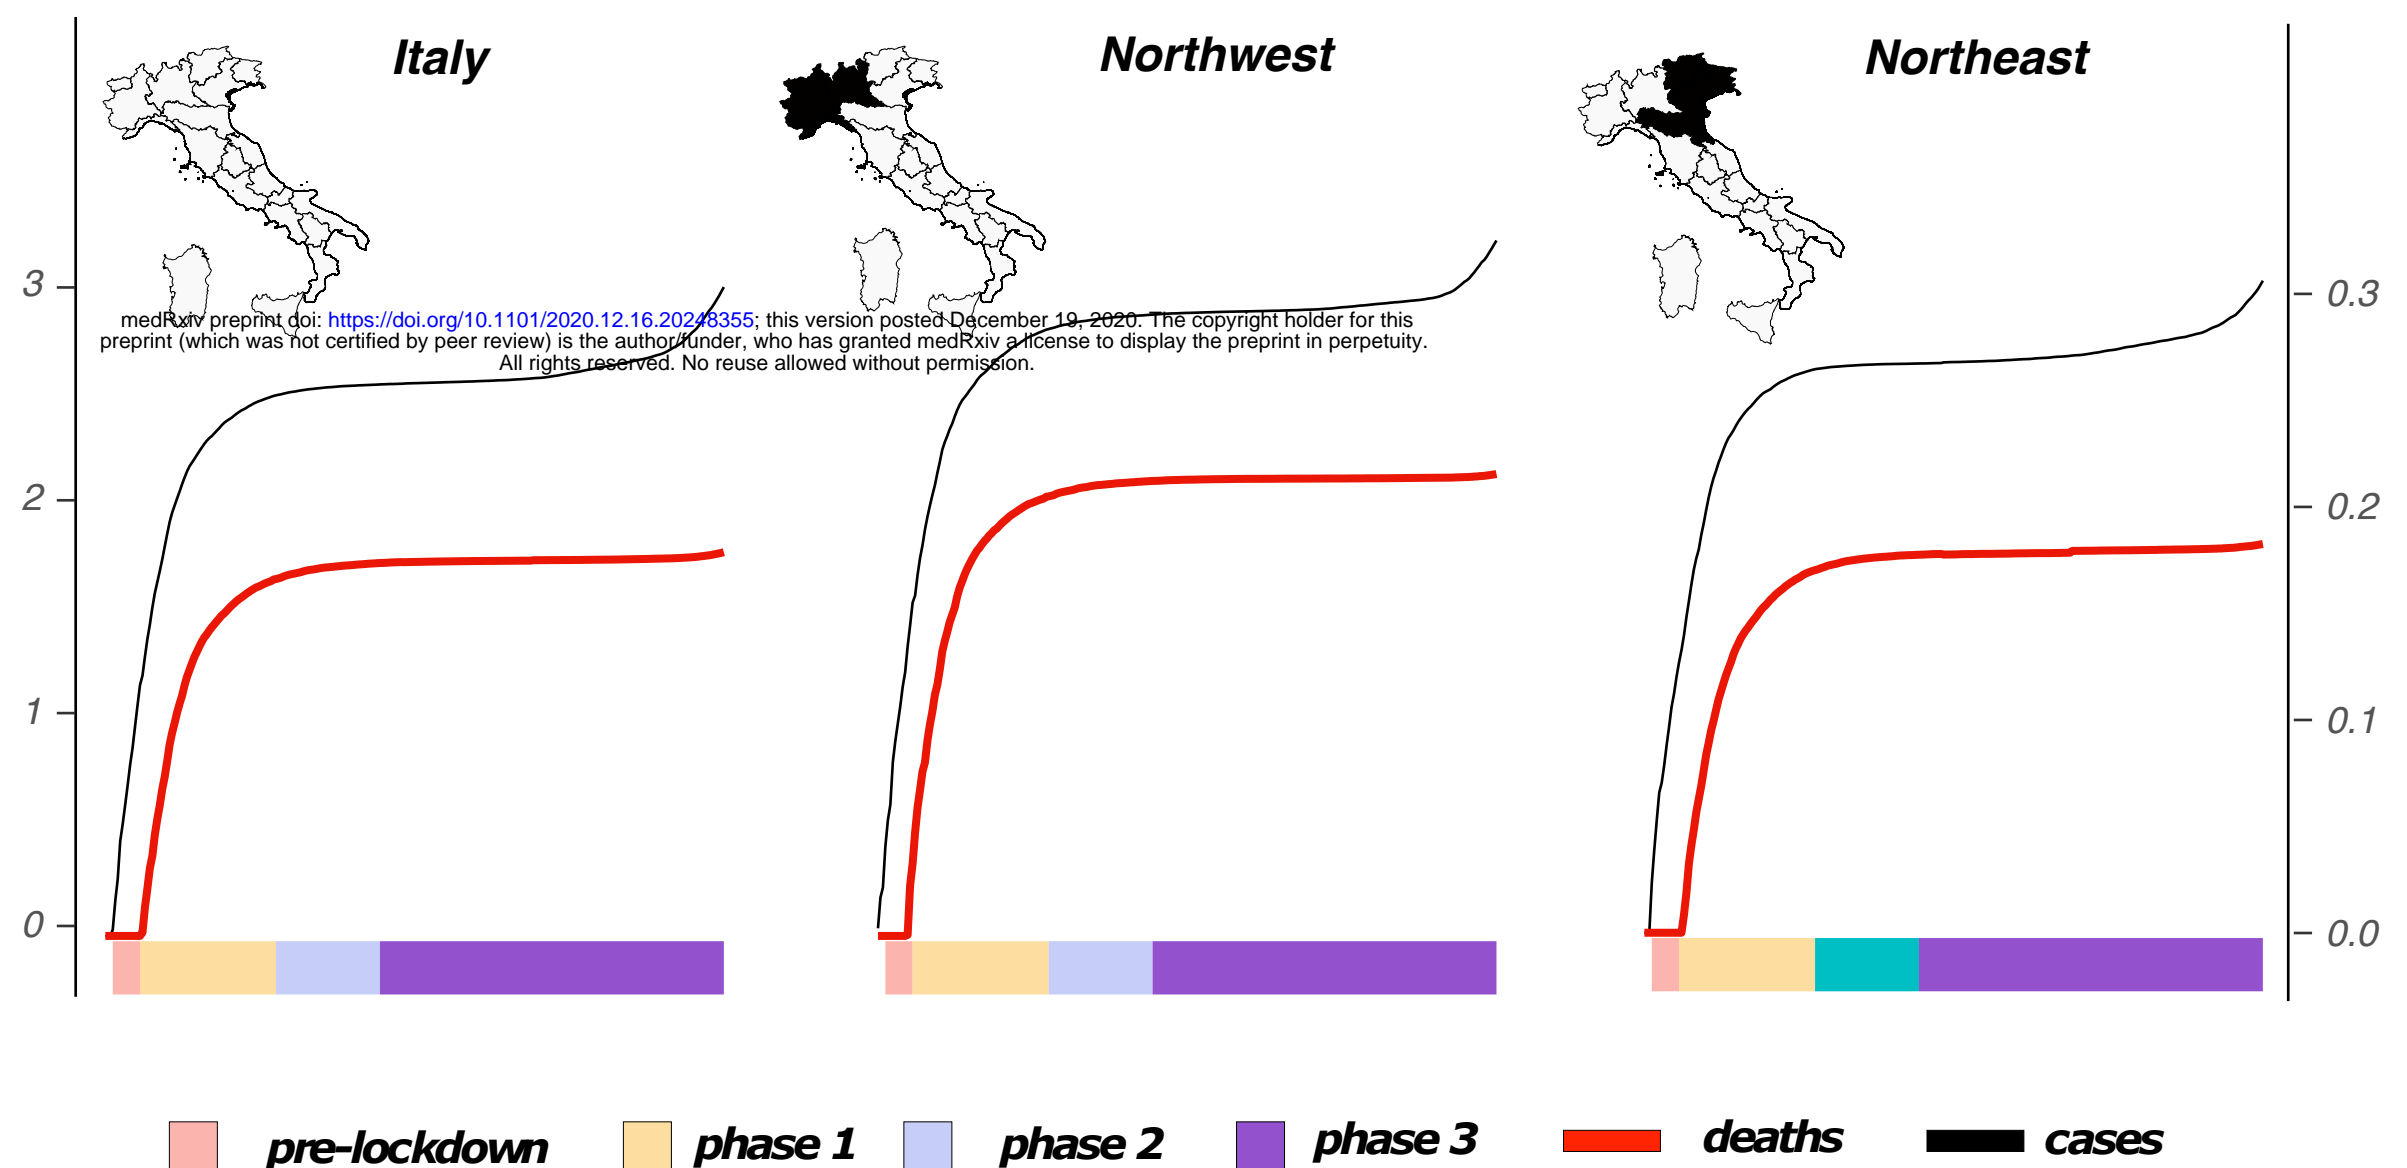 Italy
Northwest
Northeast
3
2
1
0
0.3
0.2
0.1
0.0
medRxiv preprint doi: https://doi.org/10.1101/2020.12.16.20248355; this version posted December 19, 2020. The copyright holder for this
preprint (which was not certified by peer review) is the author/funder, who has granted medRxiv a license to display the preprint in perpetuity.
All rights reserved. No reuse allowed without permission.
pre-lockdown
phase 1
phase 2
phase 3
deaths
cases